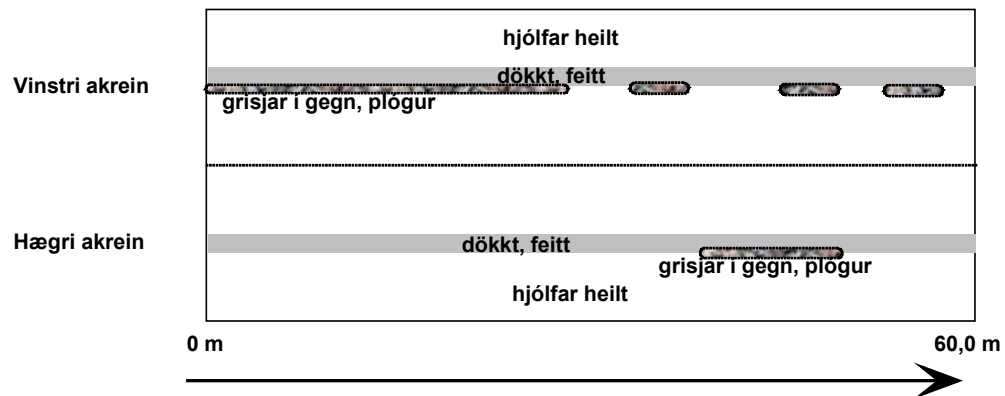 hjólfar heilt
dökkt, feitt
Vinstri akrein
grisjar í gegn, plógur
Hægri akrein
dökkt, feitt
grisjar í gegn, plógur
hjólfar heilt
0 m
60,0 m